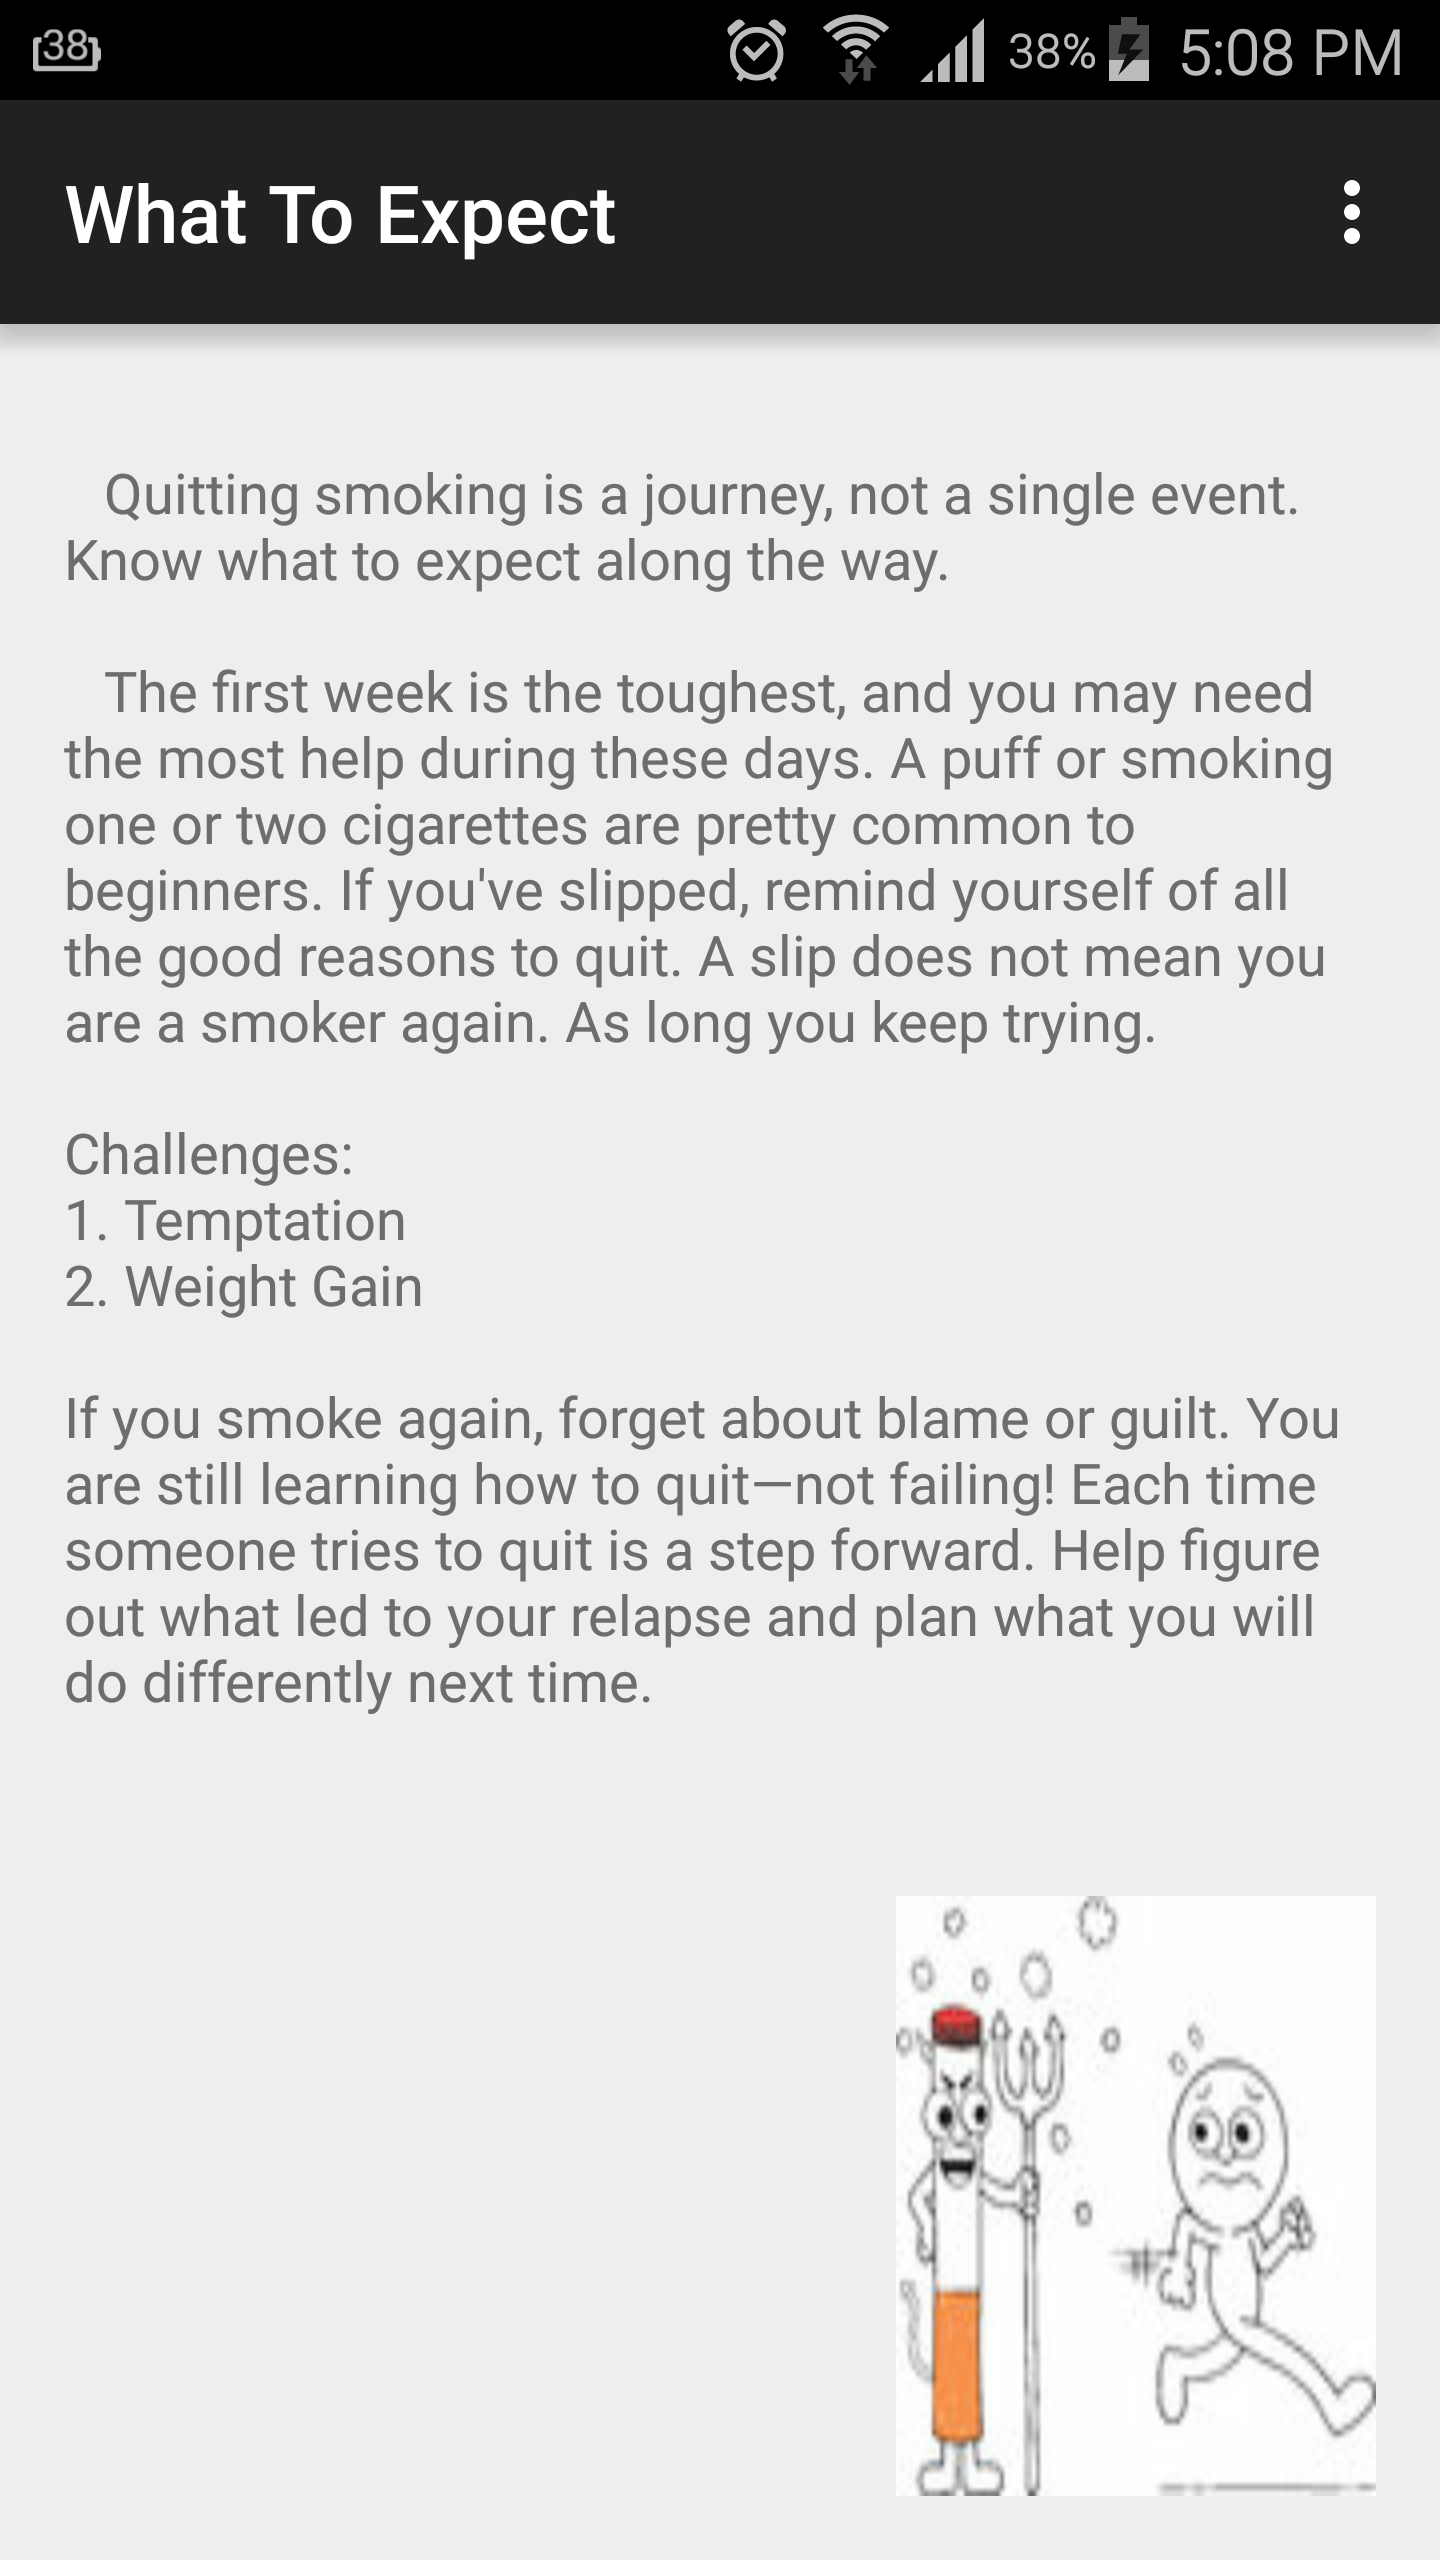 38
38%
5:08 PM
What To Expect
Quitting smoking is a journey, not a single event.
Know what to expect along the way.
The first week is the toughest, and you may need
the most help during these days. A puff or smoking
one or two cigarettes are pretty common to
beginners. If you've slipped, remind yourself of all
the good reasons to quit. A slip does not mean you
are a smoker again. As long you keep trying.
Challenges:
1. Temptation
2. Weight Gain
If you smoke again, forget about blame or guilt. You
are still learning how to quit—not failing! Each time
someone tries to quit is a step forward. Help figure
out what led to your relapse and plan what you will
do differently next time.